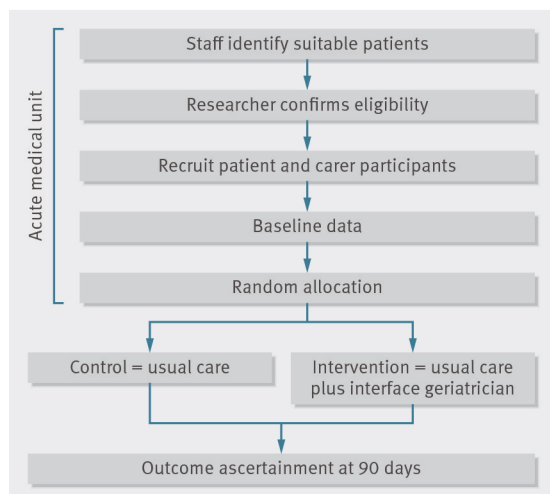 Acute medical unit
Staff identify suitable patients
Researcher confirms eligibility
Recruit patient and carer participants
Baseline data
Random allocation
Control = usual care
Intervention = usual care
plus interface geriatrician
Outcome ascertainment at 90 days